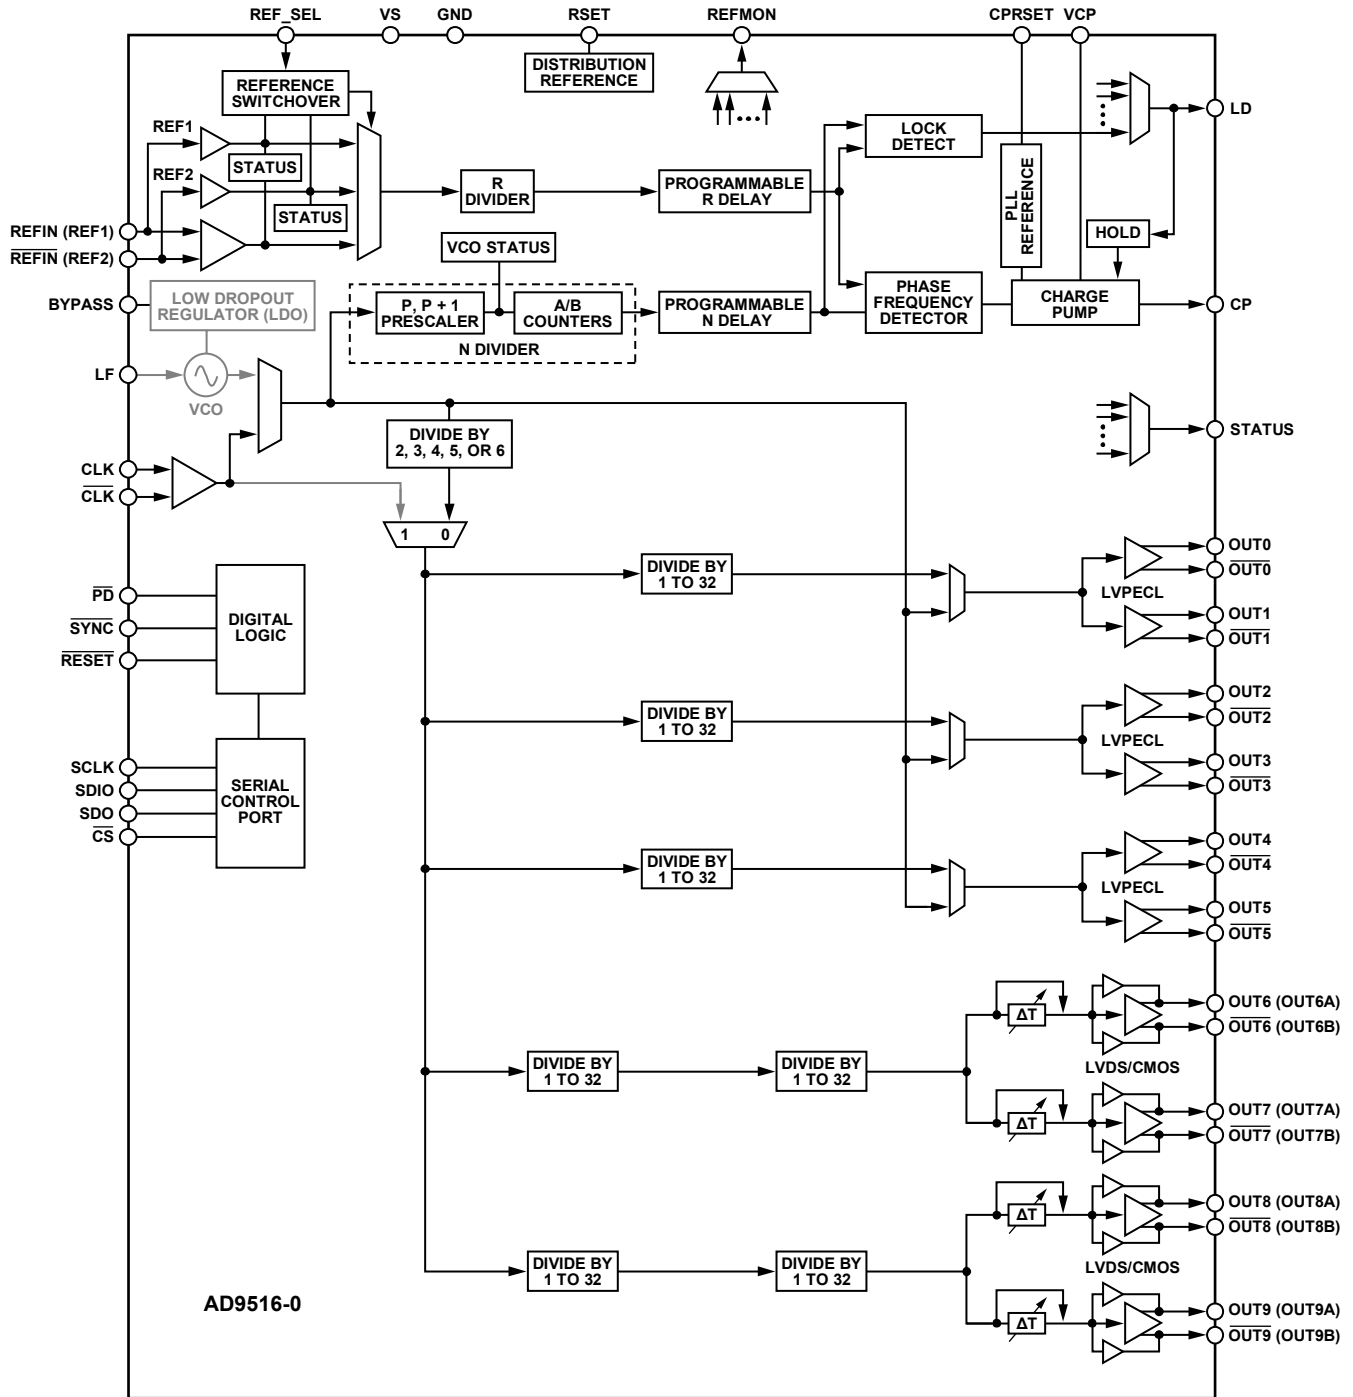 REF_SEL VS GND RSET REFMON CPRSET VCP
DISTRIBUTION
REFERENCE
REFERENCE
SWITCHOVER
REF1
STATUS
REF2
STATUS
REFIN (REF1)
REFIN (REF2)
R
DIVIDER
PROGRAMMABLE
R DELAY
LOCK
DETECT
LD
PLL
REFERENCE
HOLD
VCO STATUS
BYPASS
LOW DROPOUT
REGULATOR (LDO)
P, P + 1
PRESCALER
A/B
COUNTERS
N DIVIDER
PROGRAMMABLE
N DELAY
PHASE
FREQUENCY
DETECTOR
CHARGE
PUMP
CP
LF
VCO
STATUS
DIVIDE BY
2, 3, 4, 5, OR 6
CLK
CLK
1 0
PD
SYNC
RESET
DIGITAL
LOGIC
SCLK
SDIO
SDO
CS
SERIAL
CONTROL
PORT
DIVIDE BY
1 TO 32
LVPECL
OUT0
OUT0
OUT1
OUT1
DIVIDE BY
1 TO 32
LVPECL
OUT2
OUT2
OUT3
OUT3
DIVIDE BY
1 TO 32
LVPECL
OUT4
OUT4
OUT5
OUT5
DIVIDE BY
1 TO 32
DIVIDE BY
1 TO 32
ΔT
ΔT
LVDS/CMOS
OUT6 (OUT6A)
OUT6 (OUT6B)
OUT7 (OUT7A)
OUT7 (OUT7B)
DIVIDE BY
1 TO 32
DIVIDE BY
1 TO 32
ΔT
ΔT
LVDS/CMOS
OUT8 (OUT8A)
OUT8 (OUT8B)
OUT9 (OUT9A)
OUT9 (OUT9B)
AD9516-0